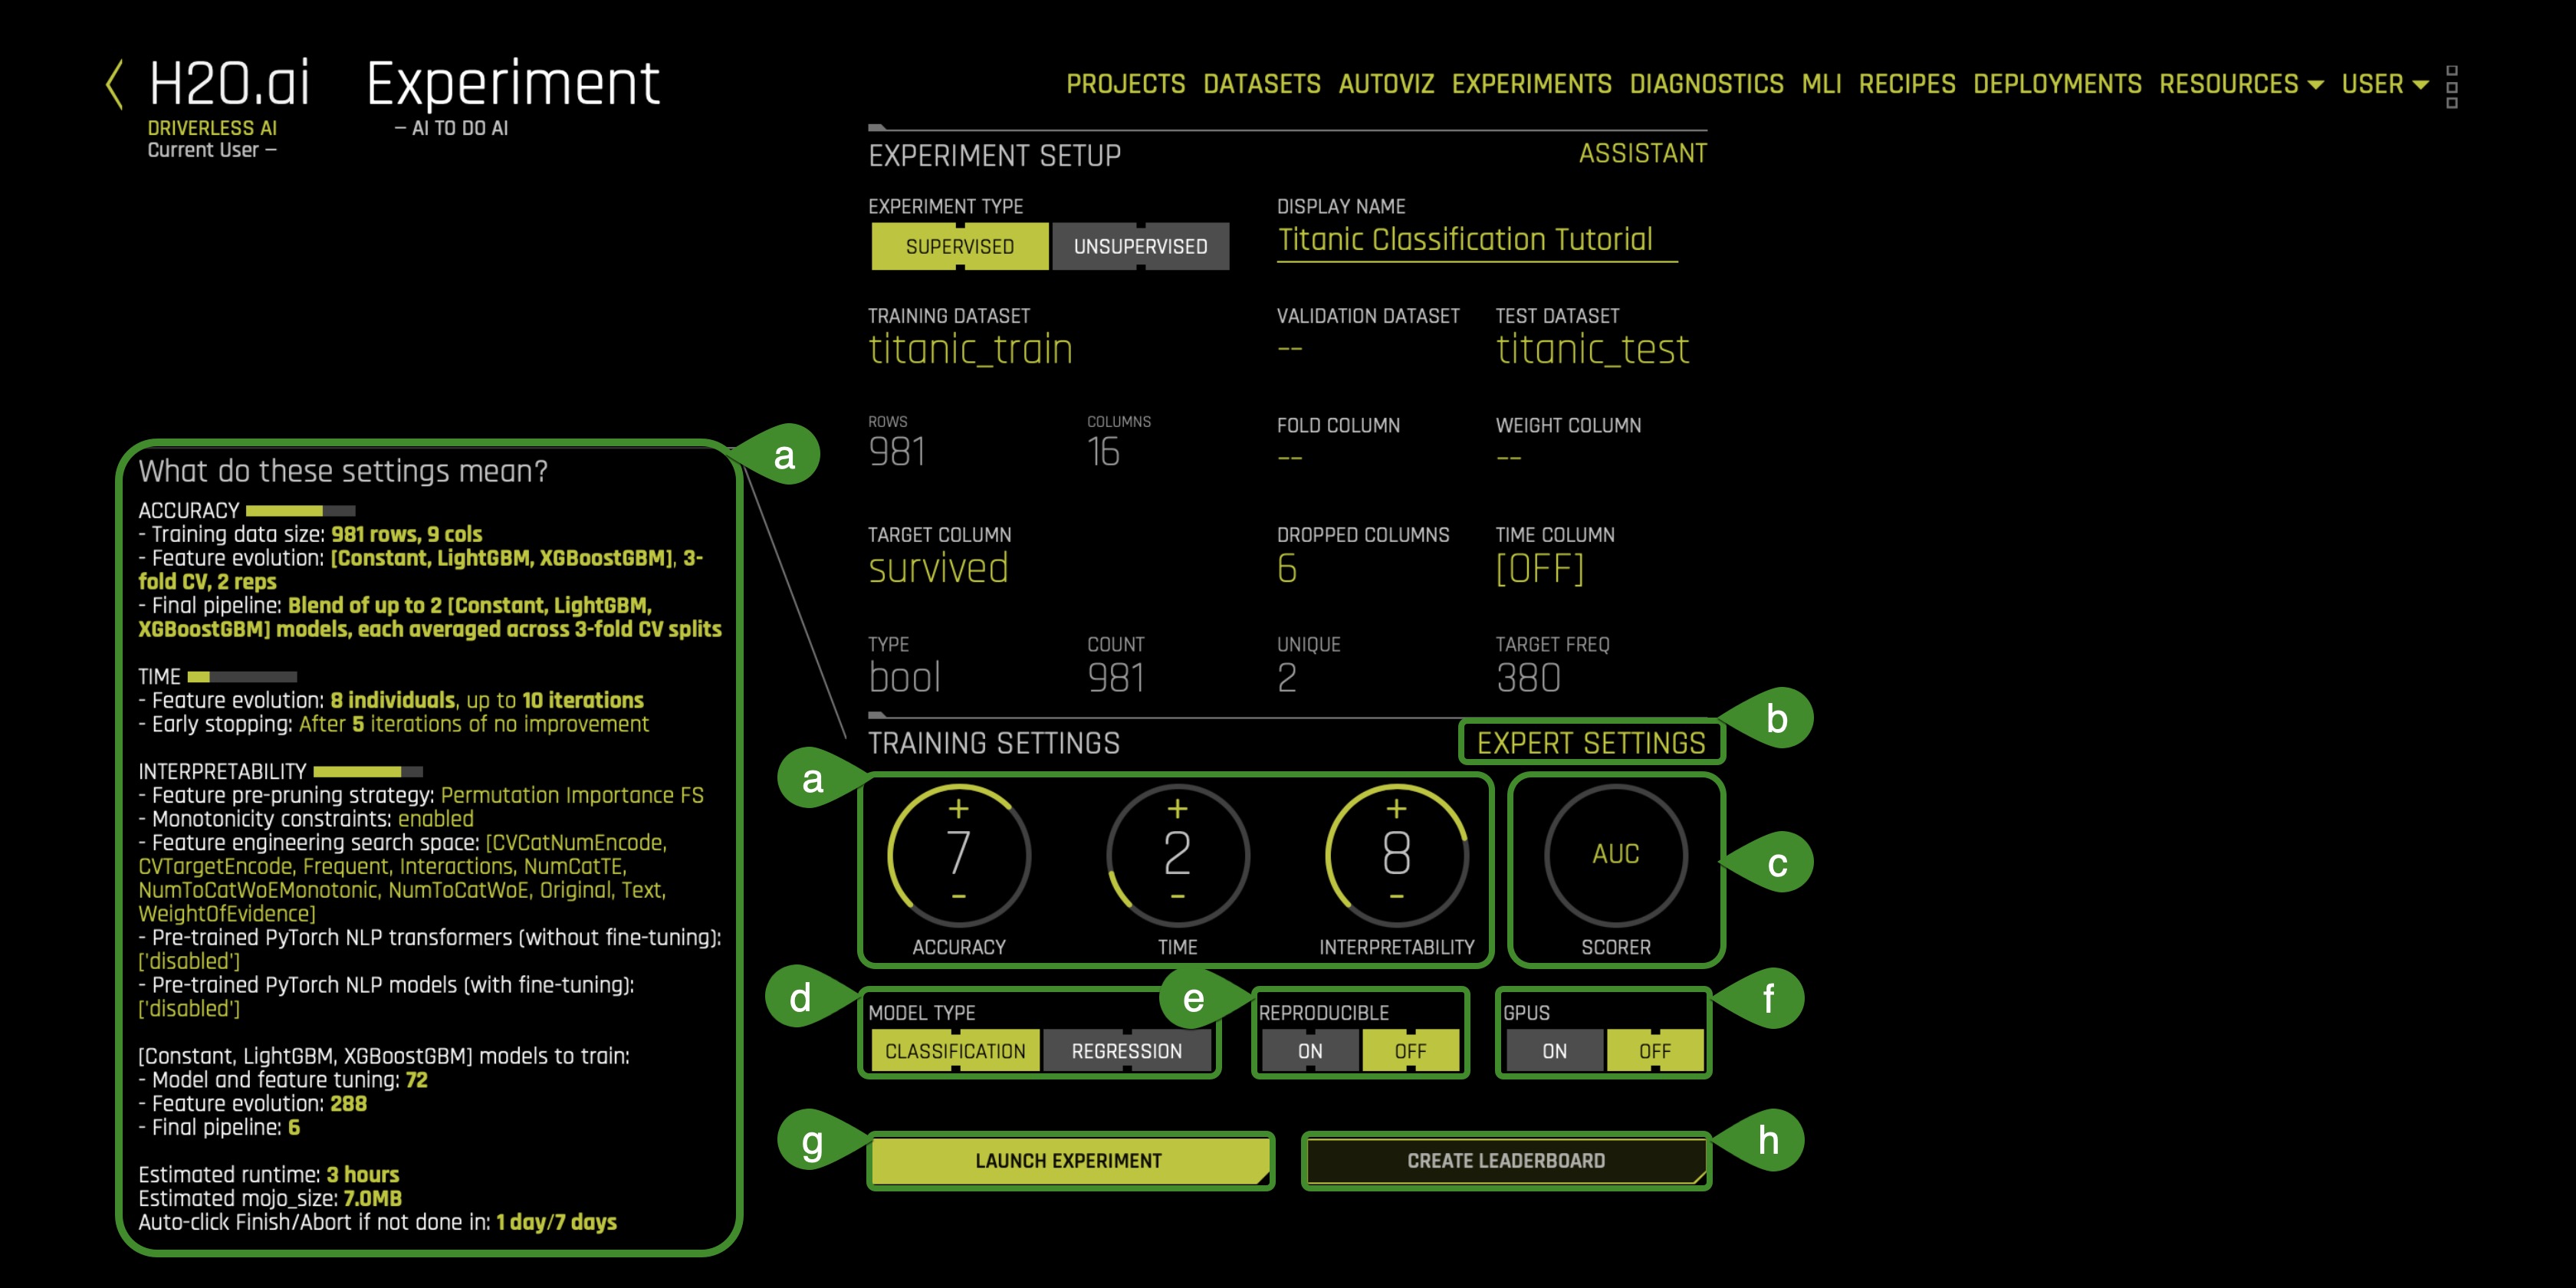 H2O.ai Experiment
DRIVERLESS AI — AI TO DO AI
Current User —
PROJECTS DATASETS AUTOVIZ EXPERIMENTS DIAGNOSTICS MLI RECIPES DEPLOYMENTS RESOURCES USER
EXPERIMENT SETUP ASSISTANT
EXPERIMENT TYPE DISPLAY NAME
SUPERVISED UNSUPERVISED Titanic Classification Tutorial
TRAINING DATASET VALIDATION DATASET TEST DATASET
titanic_train -- titanic_test
ROWS COLUMNS FOLD COLUMN WEIGHT COLUMN
981 16 -- --
TARGET COLUMN DROPPED COLUMNS TIME COLUMN
survived 6 [OFF]
TYPE COUNT UNIQUE TARGET FREQ
bool 981 2 380
a
What do these settings mean?
ACCURACY
- Training data size: 981 rows, 9 cols
- Feature evolution: [Constant, LightGBM, XGBoostGBM], 3-
fold CV, 2 reps
- Final pipeline: Blend of up to 2 [Constant, LightGBM,
XGBoostGBM] models, each averaged across 3-fold CV splits
TIME
- Feature evolution: 8 individuals, up to 10 iterations
- Early stopping: After 5 iterations of no improvement
INTERPRETABILITY
- Feature pre-pruning strategy: Permutation Importance FS
- Monotonicity constraints: enabled
- Feature engineering search space: [CVCatNumEncode,
CVTargetEncode, Frequent, Interactions, NumCatTE,
NumToCatWoEMonotonic, NumToCatWoE, Original, Text,
WeightOfEvidence]
- Pre-trained PyTorch NLP transformers (without fine-tuning):
['disabled']
- Pre-trained PyTorch NLP models (with fine-tuning):
['disabled']
[Constant, LightGBM, XGBoostGBM] models to train:
- Model and feature tuning: 72
- Feature evolution: 288
- Final pipeline: 6
Estimated runtime: 3 hours
Estimated mojo_size: 7.0MB
Auto-click Finish/Abort if not done in: 1 day/7 days
TRAINING SETTINGS EXPERT SETTINGS b
a
+ + +
7 2 8 AUC c
- - -
ACCURACY TIME INTERPRETABILITY SCORER
d e f
MODEL TYPE REPRODUCIBLE GPUS
CLASSIFICATION REGRESSION ON OFF ON OFF
g LAUNCH EXPERIMENT CREATE LEADERBOARD h